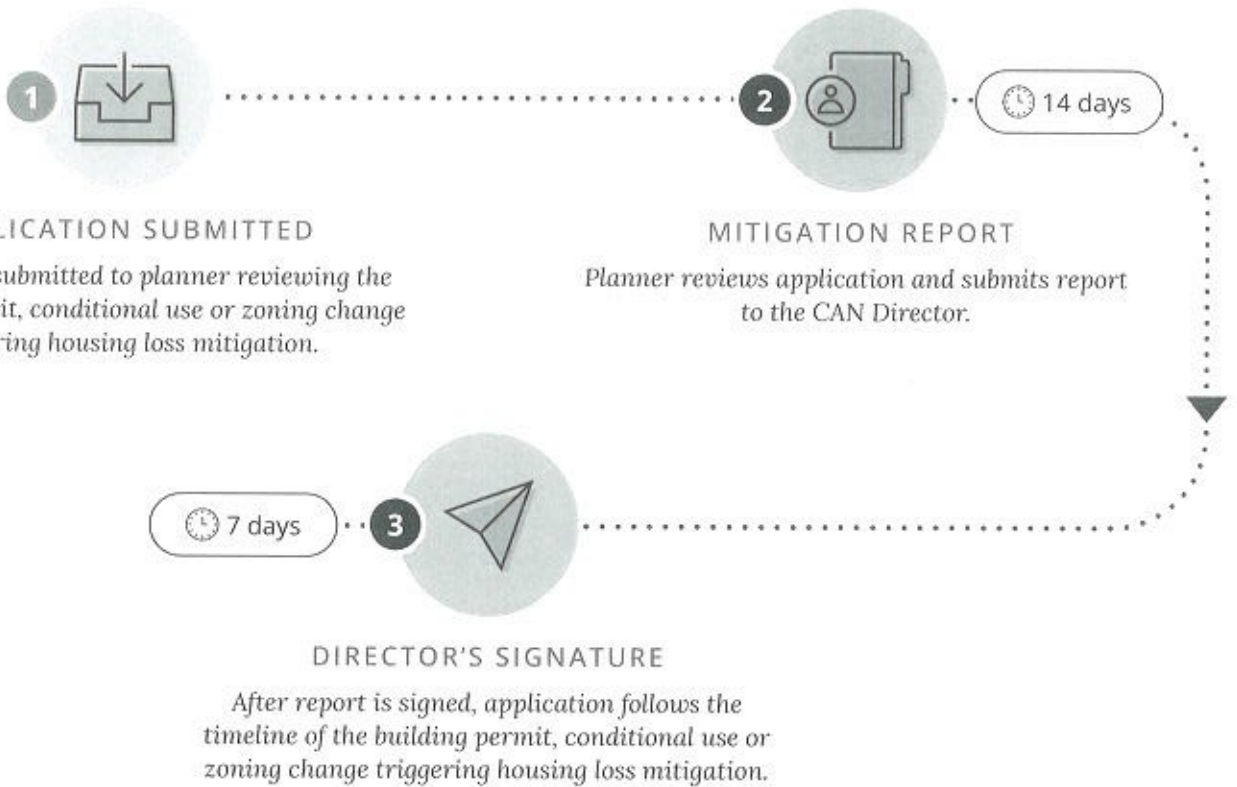 1
2
14 days
LICATION SUBMITTED
submitted to planner reviewing the
it, conditional use or zoning change
ring housing loss mitigation.
MITIGATION REPORT
Planner reviews application and submits report
to the CAN Director.
7 days
3
DIRECTOR'S SIGNATURE
After report is signed, application follows the
timeline of the building permit, conditional use or
zoning change triggering housing loss mitigation.